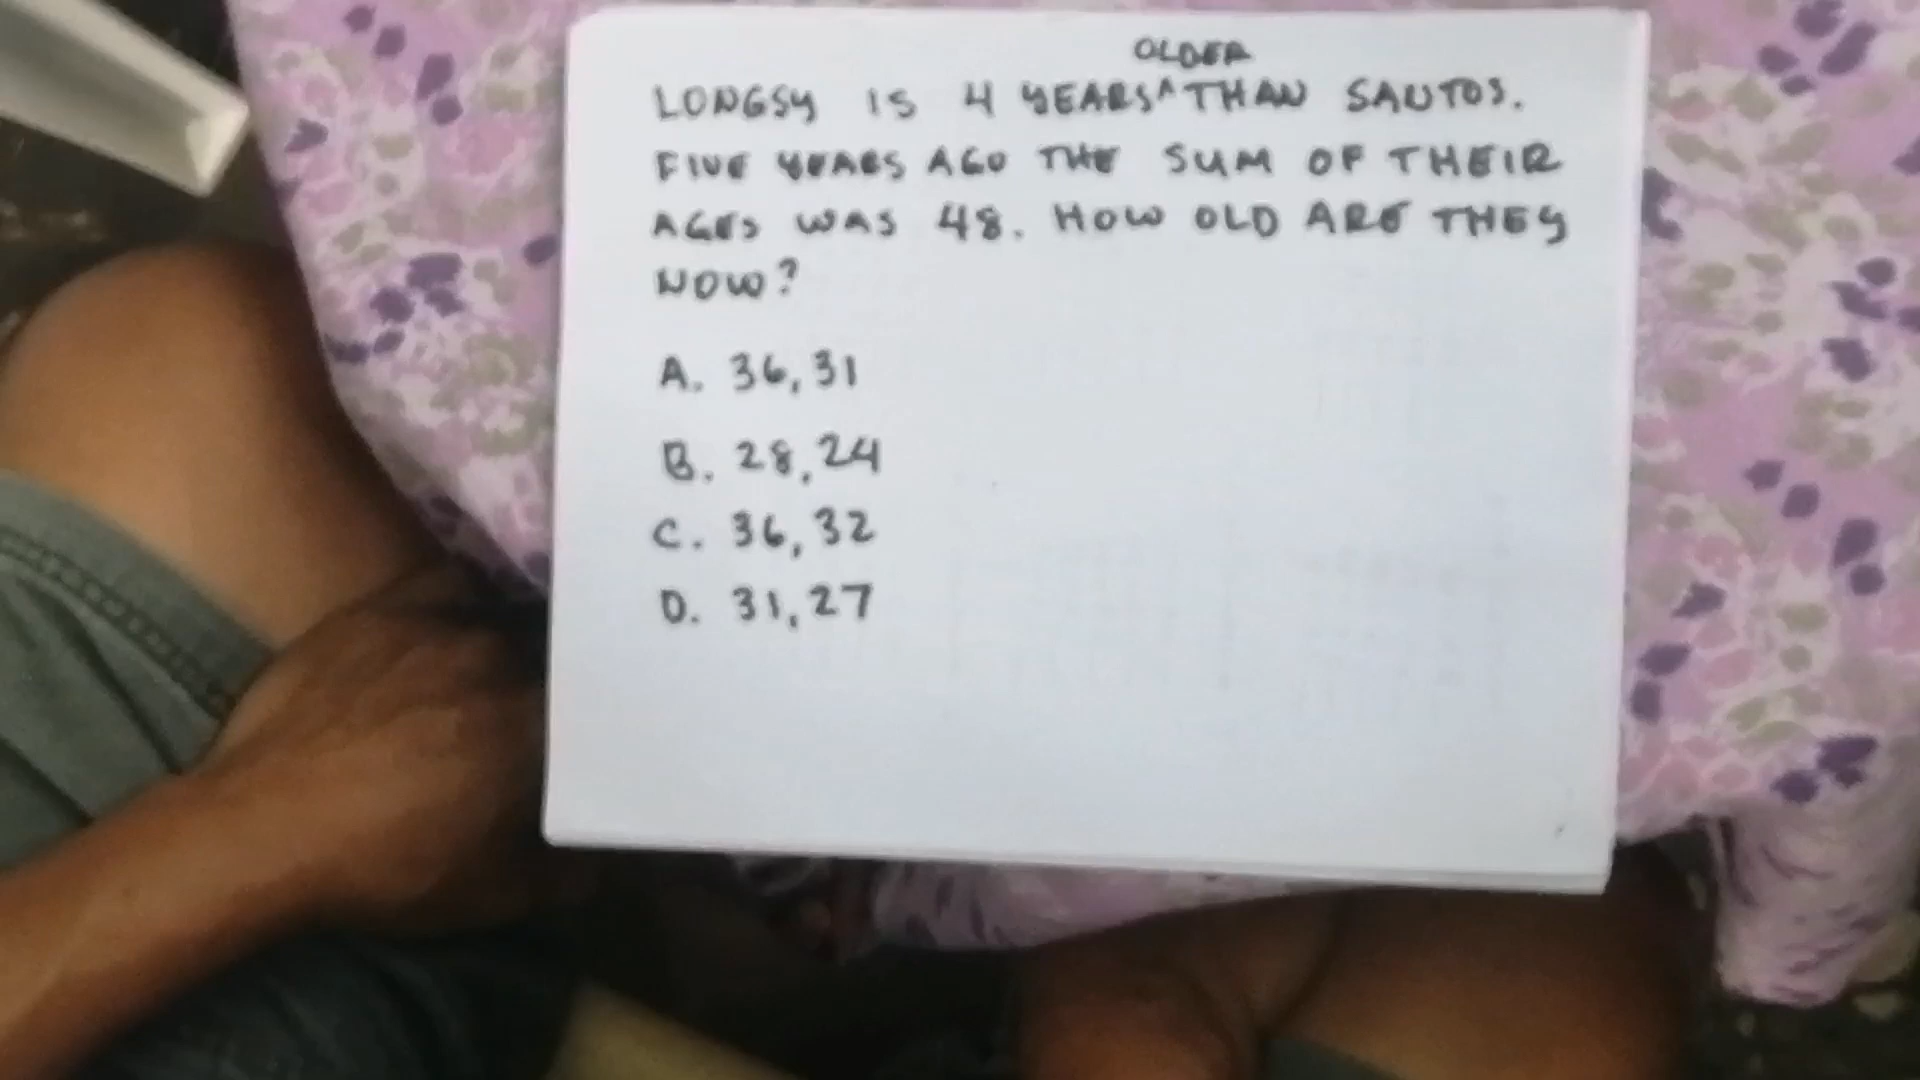 OLDER
LONGSY IS 4 YEARS^THAN SANTOS.
FIVE YEARS AGO THE SUM OF THEIR
AGES WAS 48. HOW OLD ARE THEY
NOW?
A. 36,31
B. 28,24
C. 36,32
D. 31,27